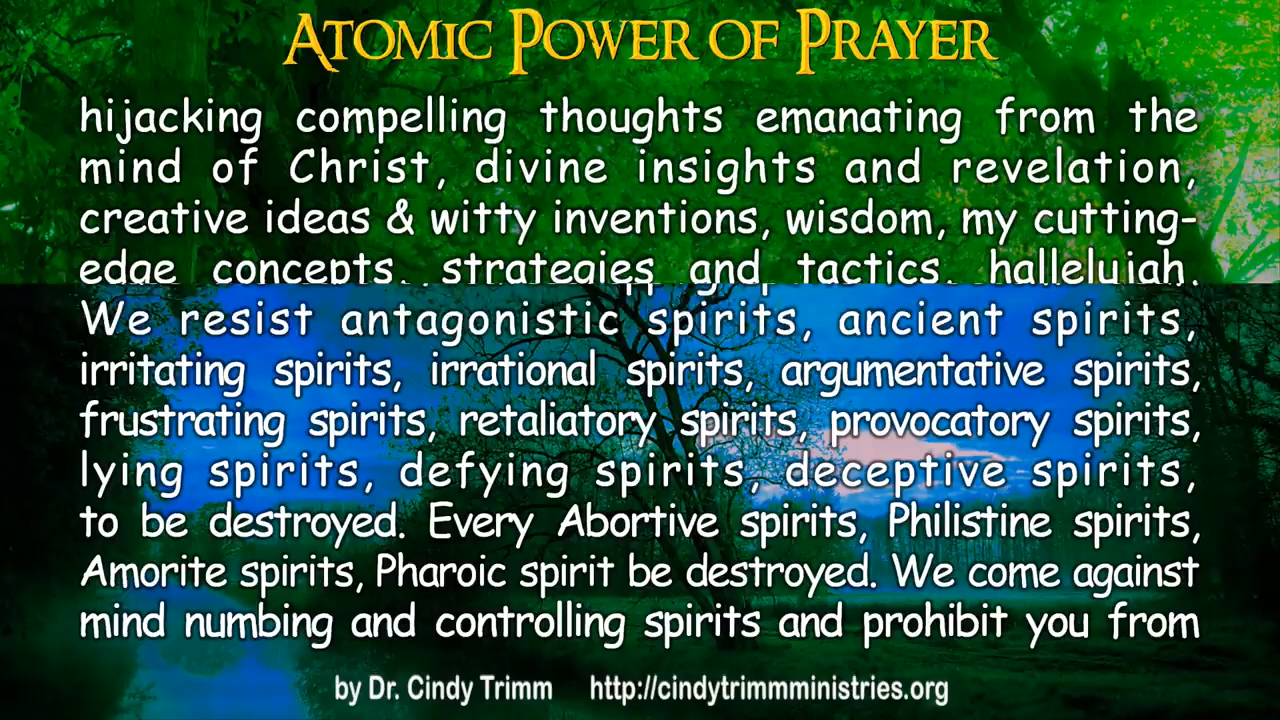 ATOMIC POWER OF PRAYER
hijacking compelling thoughts emanating from the
mind of Christ, divine insights and revelation,
creative ideas & witty inventions, wisdom, my cutting-
edge concepts, strategies and tactics, hallelujah.
We resist antagonistic spirits, ancient spirits,
irritating spirits, irrational spirits, argumentative spirits,
frustrating spirits, retaliatory spirits, provocatory spirits,
lying spirits, defying spirits, deceptive spirits,
to be destroyed. Every Abortive spirits, Philistine spirits,
Amorite spirits, Pharoic spirit be destroyed. We come against
mind numbing and controlling spirits and prohibit you from
by Dr. Cindy Trimm http://cindytrimmministries.org